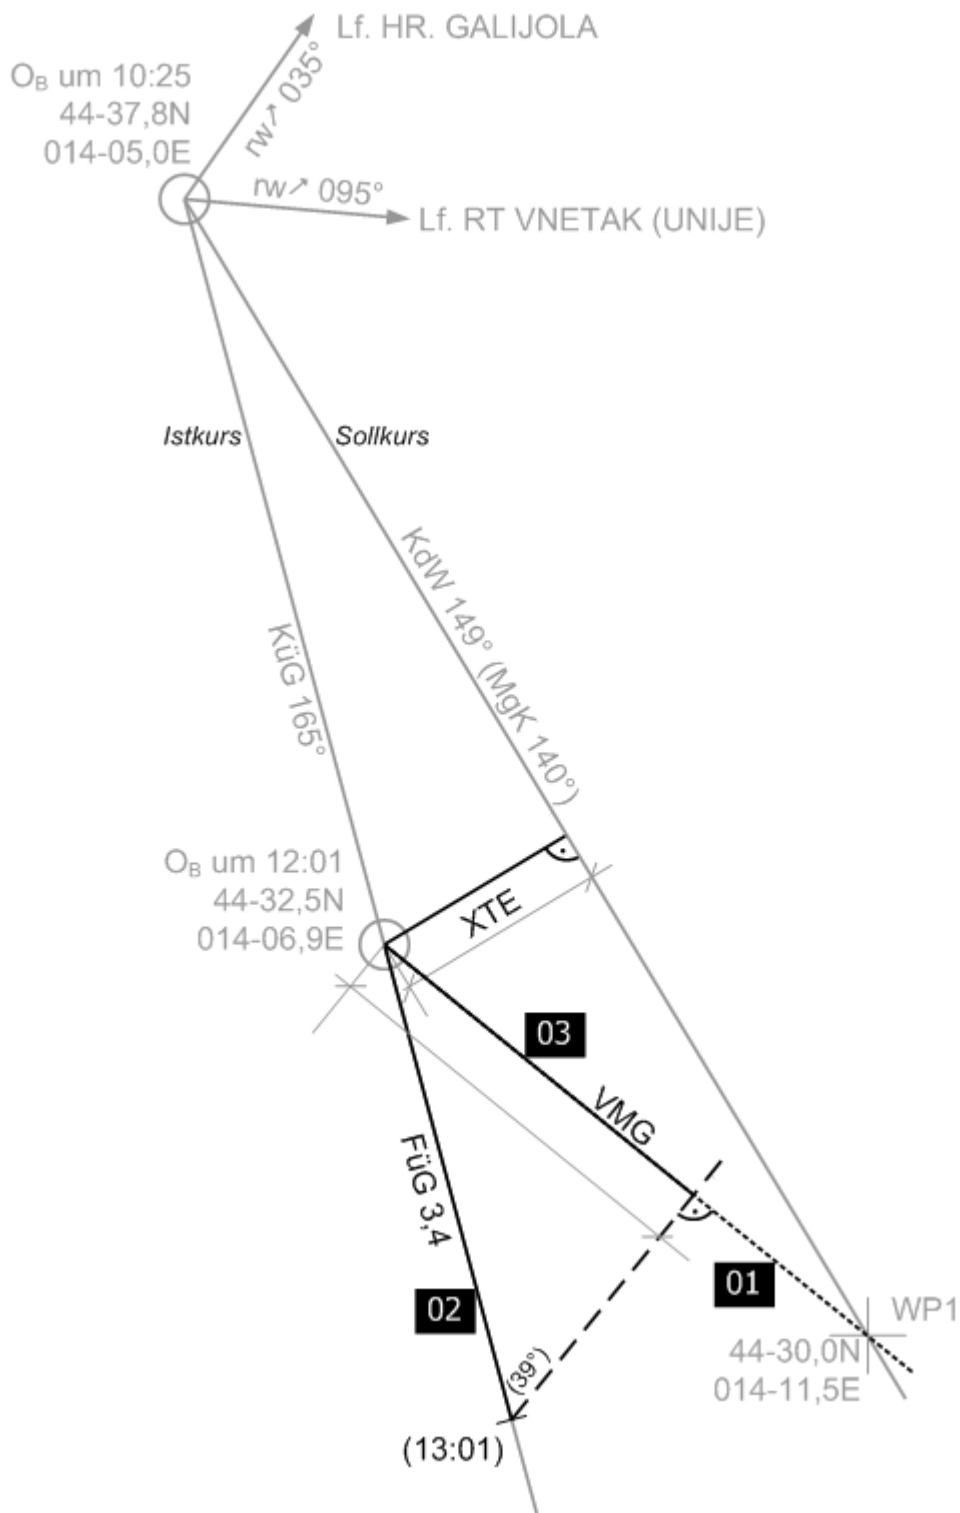 Lf. HR. GALIJOLA
OB um 10:25
44-37,8N
014-05,0E
rw↗ 035°
rw↗ 095°
Lf. RT VNETAK (UNIJE)
Istkurs
Sollkurs
KdW 149° (MgK 140°)
KüG 165°
OB um 12:01
44-32,5N
014-06,9E
XTE
03
VMG
FüG 3,4
02
01
WP1
44-30,0N
014-11,5E
(39°)
(13:01)